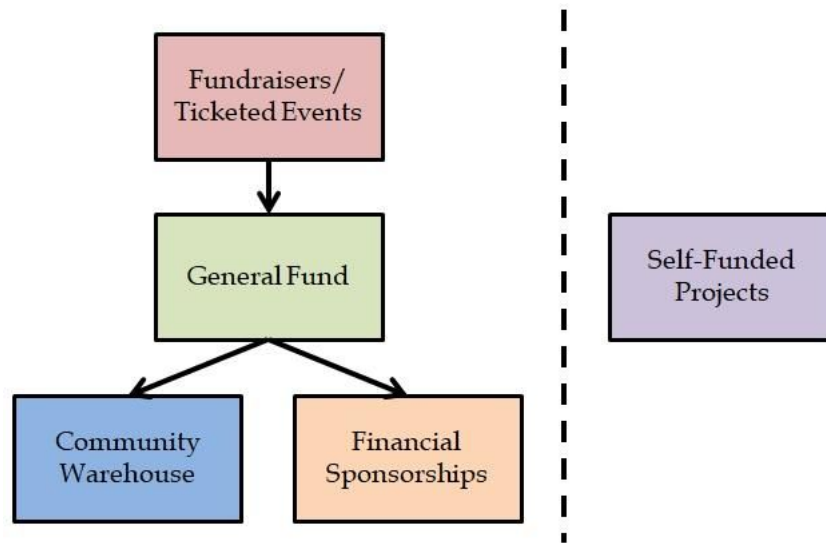 Fundraisers/
Ticketed Events
General Fund
Self-Funded
Projects
Community
Warehouse
Financial
Sponsorships